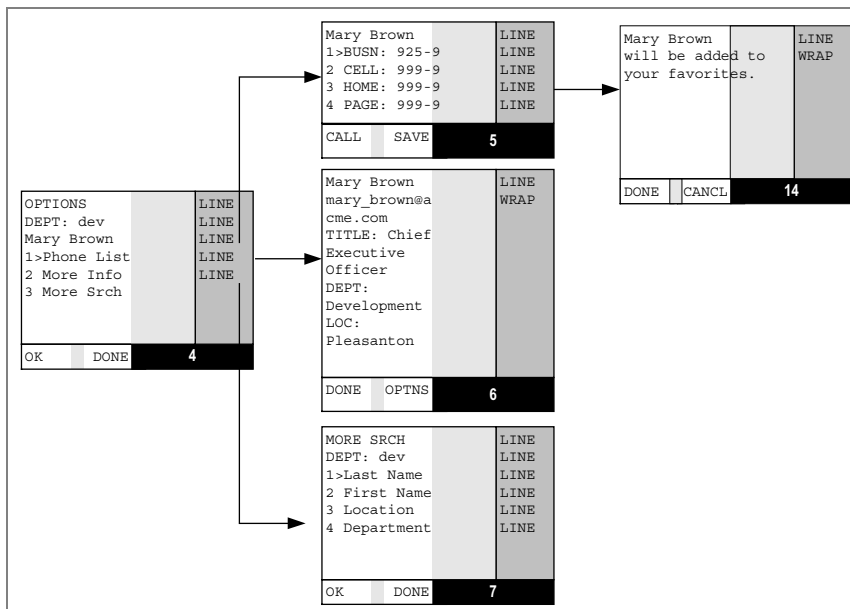 Mary Brown LINE
1>BUSN: 925-9 LINE
2 CELL: 999-9 LINE
3 HOME: 999-9 LINE
4 PAGE: 999-9 LINE
CALL SAVE 5
Mary Brown LINE
will be added to WRAP
your favorites.
DONE CANCL 14
OPTIONS LINE
DEPT: dev LINE
Mary Brown LINE
1>Phone List LINE
2 More Info LINE
3 More Srch
OK DONE 4
Mary Brown LINE
mary_brown@a WRAP
cme.com
TITLE: Chief
Executive
Officer
DEPT:
Development
LOC:
Pleasanton
DONE OPTNS 6
MORE SRCH LINE
DEPT: dev LINE
1>Last Name LINE
2 First Name LINE
3 Location LINE
4 Department LINE
OK DONE 7